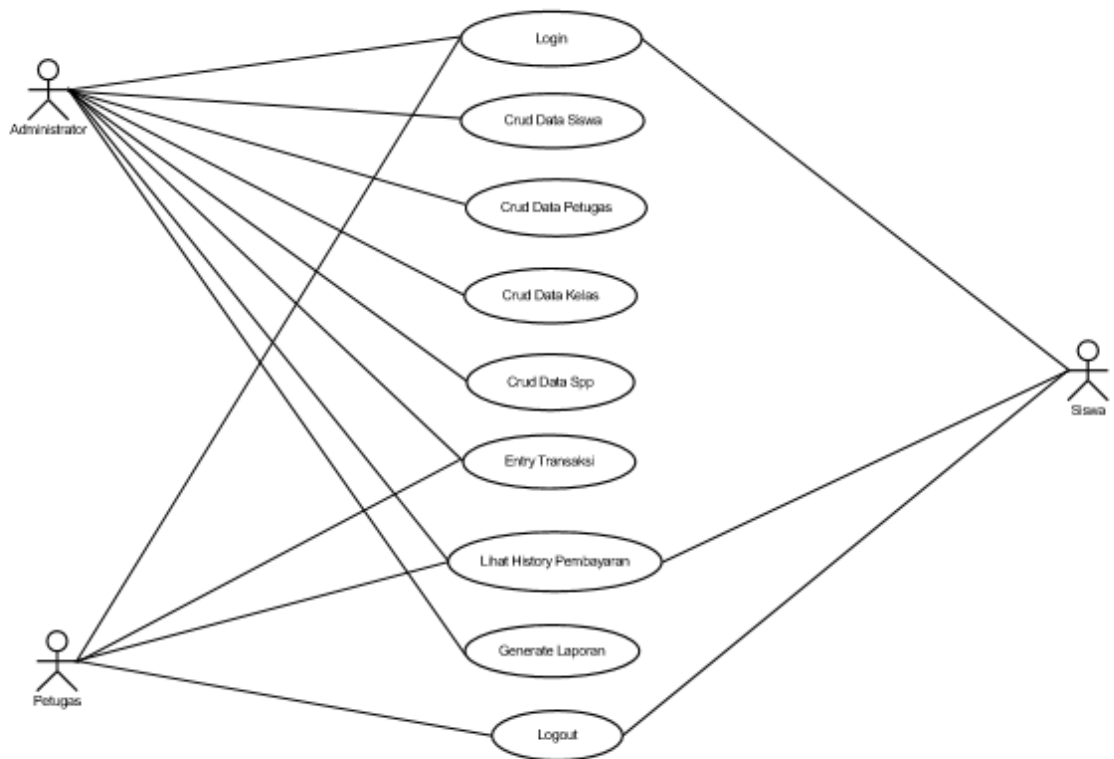 Login
Administrator
Crud Data Siswa
Crud Data Petugas
Crud Data Kelas
Crud Data Spp
Siswa
Entry Transaksi
Lihat History Pembayaran
Generate Laporan
Petugas
Logout